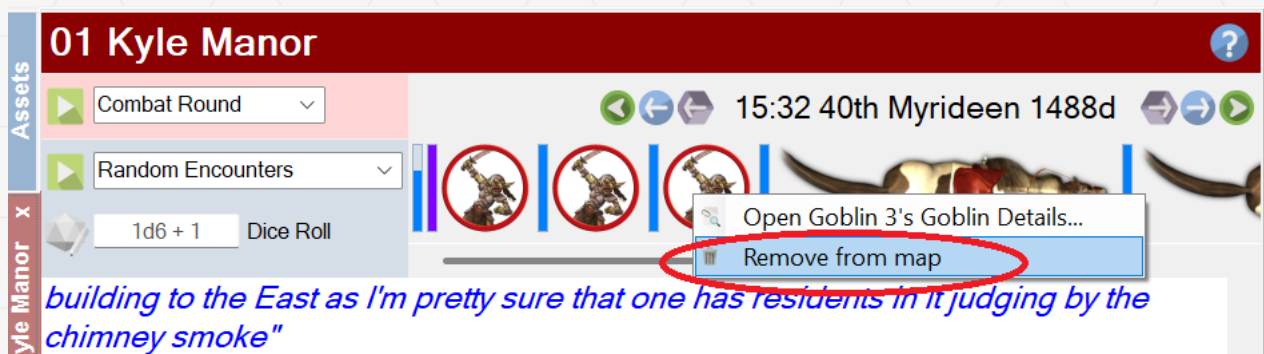 Assets
01 Kyle Manor
?
Combat Round
15:32 40th Myrideen 1488d
Random Encounters
1d6 + 1
Dice Roll
Open Goblin 3's Goblin Details...
Remove from map
X
yle Manor
building to the East as I'm pretty sure that one has residents in it judging by the
chimney smoke"